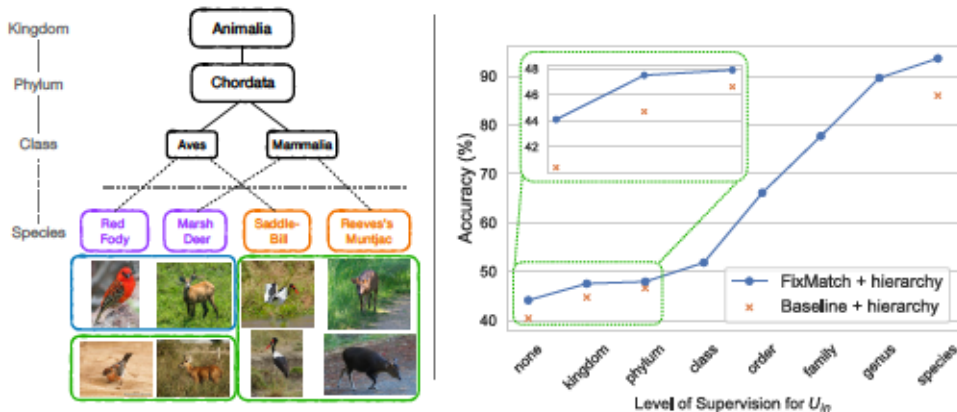 Kingdom
Animalia
Phylum
Chordata
Class
Aves
Mammalia
Species
Red
Fody
Marsh
Deer
Saddle-
Bill
Reeves's
Muntjac
Accuracy (%)
90
80
70
60
50
40
48
46
44
42
FixMatch + hierarchy
Baseline + hierarchy
none
kingdom
phylum
class
order
family
genus
species
Level of Supervision for U_in